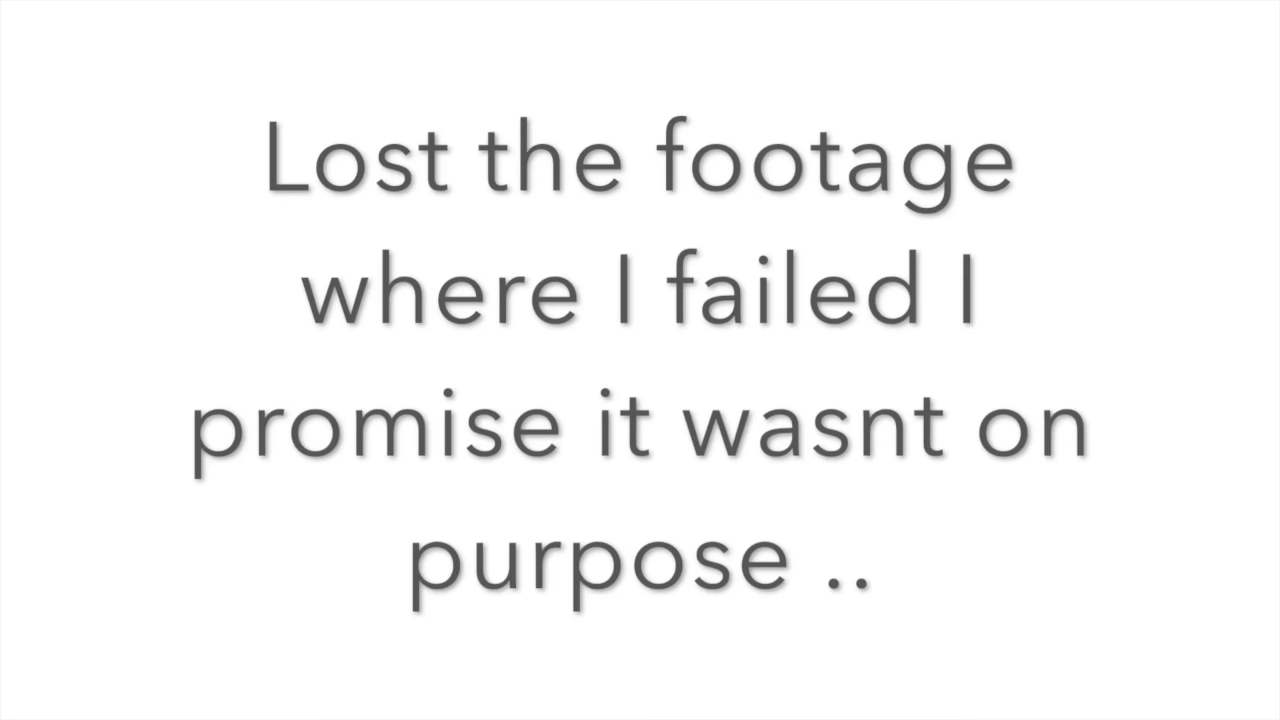 Lost the footage
where I failed I
promise it wasnt on
purpose ..